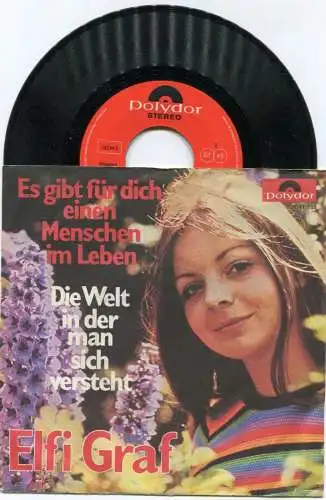 Polydor
STEREO
Es gibt für dich
einen
Menschen
im Leben
Polydor
Die Welt
in der
man
sich
versteht
Elfi Graf